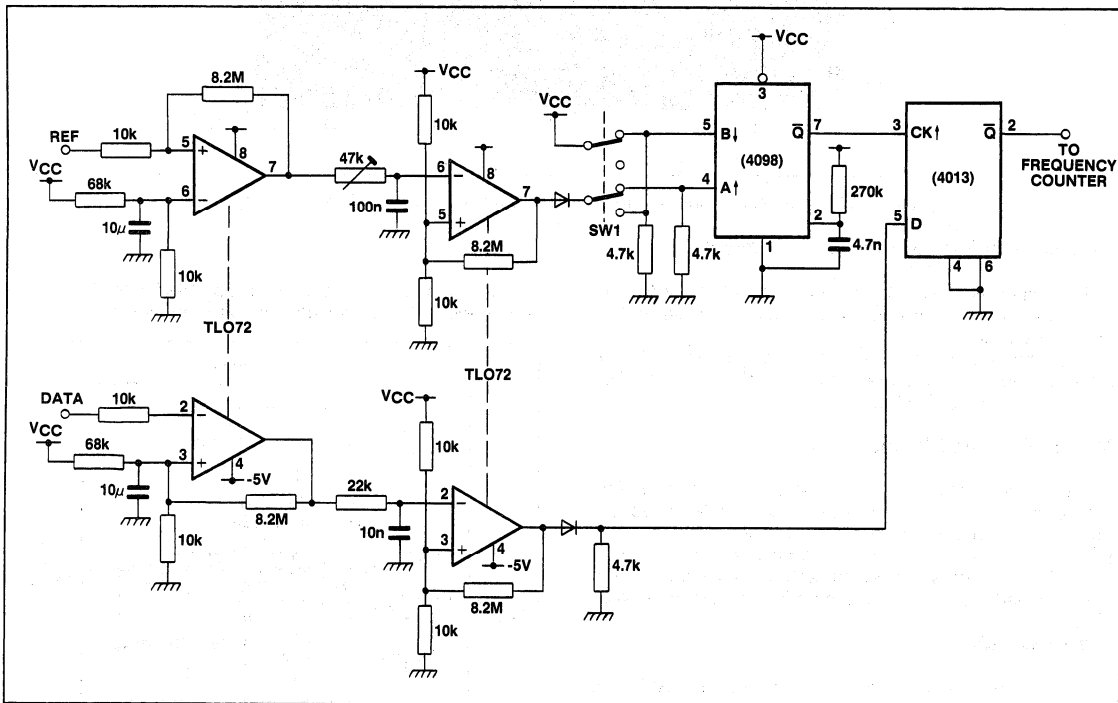 8.2M
VCC
VCC
VCC
REF
10k
5
+
8
7
VCC
68k
6
−
10μ
10k
47k
100n
10k
6
−
8
7
5
+
8.2M
10k
SW1
4.7k
4.7k
5
B↓
4
A↑
3
(4098)
Q̅
7
2
1
270k
4.7n
3
CK↑
Q̅
2
(4013)
5
D
4
6
TO
FREQUENCY
COUNTER
TLO72
TLO72
DATA
10k
2
−
VCC
68k
3
+
4
-5V
10μ
10k
8.2M
22k
10n
VCC
10k
2
−
3
+
4
-5V
8.2M
10k
4.7k